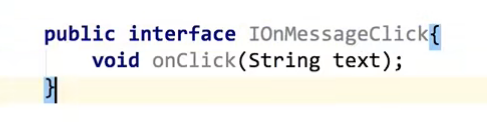 public interface IOnMessageClick{
    void onClick(String text);
}